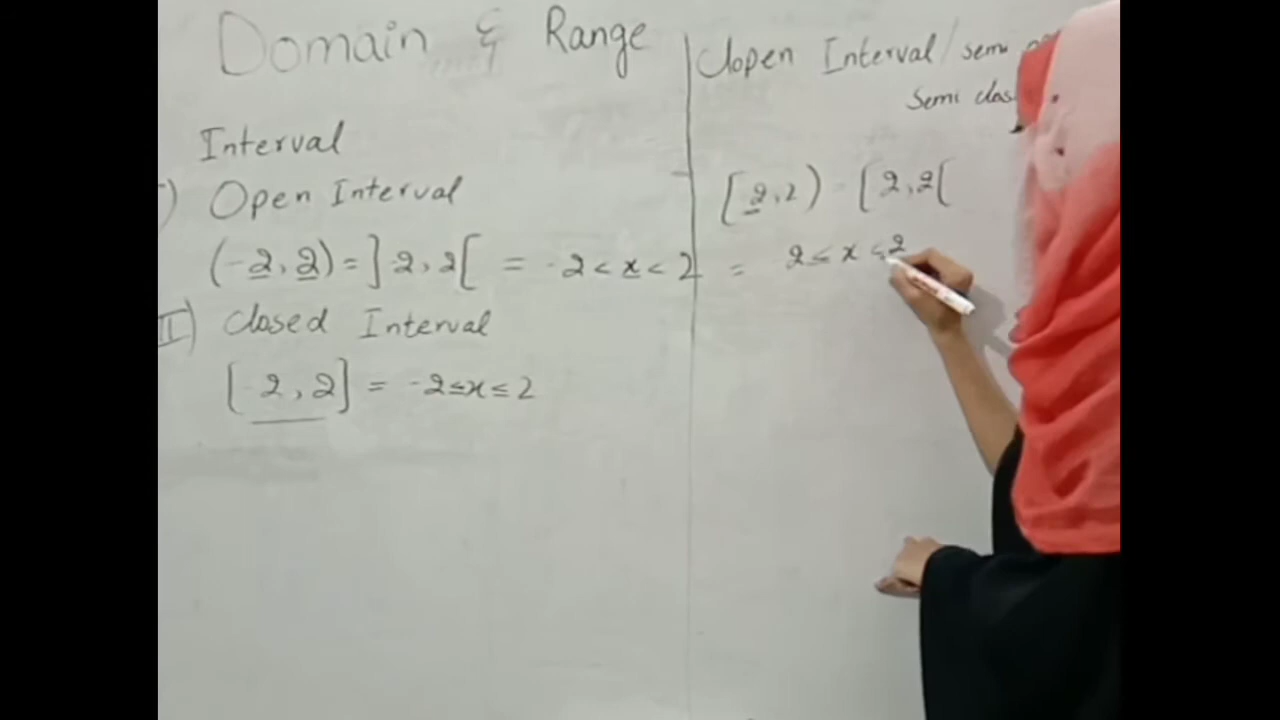 Domain & Range
Interval
) Open Interval
(-2, 2) = ]-2, 2[ = -2 < x < 2
II) Closed Interval
[-2, 2] = -2 ≤ x ≤ 2
Clopen Interval / semi
Semi clos
[2, 2) = [2, 2[
= 2 ≤ x < 2